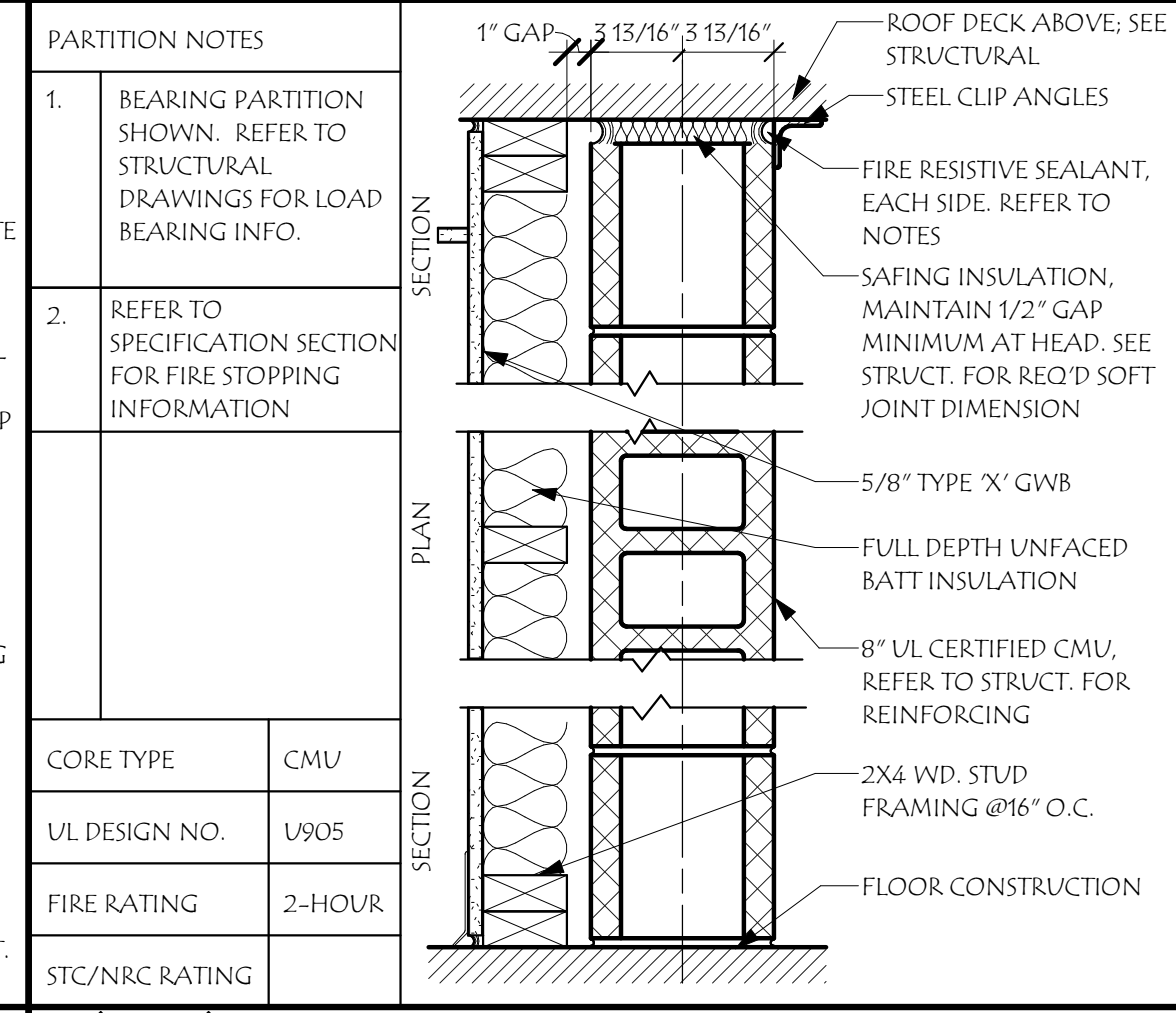 PARTITION NOTES
1.
BEARING PARTITION
SHOWN. REFER TO
STRUCTURAL
DRAWINGS FOR LOAD
BEARING INFO.
2.
REFER TO
SPECIFICATION SECTION
FOR FIRE STOPPING
INFORMATION
CORE TYPE
CMU
UL DESIGN NO.
U905
FIRE RATING
2-HOUR
STC/NRC RATING
1" GAP
3 13/16"
3 13/16"
SECTION
PLAN
SECTION
ROOF DECK ABOVE; SEE
STRUCTURAL
STEEL CLIP ANGLES
FIRE RESISTIVE SEALANT,
EACH SIDE. REFER TO
NOTES
SAFING INSULATION,
MAINTAIN 1/2" GAP
MINIMUM AT HEAD. SEE
STRUCT. FOR REQ'D SOFT
JOINT DIMENSION
5/8" TYPE 'X' GWB
FULL DEPTH UNFACED
BATT INSULATION
8" UL CERTIFIED CMU,
REFER TO STRUCT. FOR
REINFORCING
2X4 WD. STUD
FRAMING @16" O.C.
FLOOR CONSTRUCTION